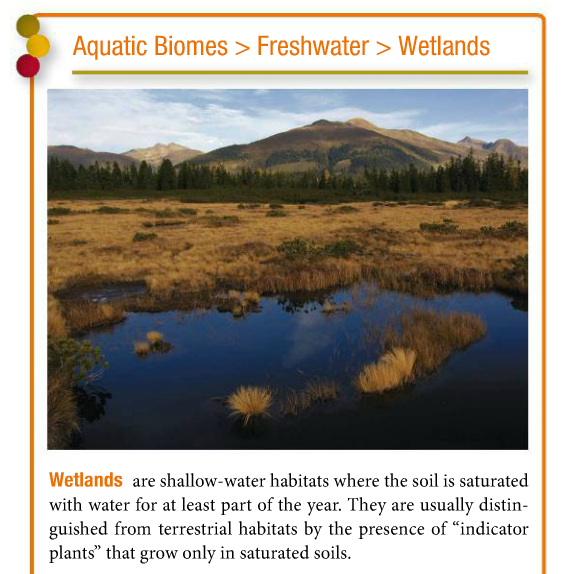 Aquatic Biomes > Freshwater > Wetlands
Wetlands are shallow-water habitats where the soil is saturated
with water for at least part of the year. They are usually distin-
guished from terrestrial habitats by the presence of “indicator
plants” that grow only in saturated soils.